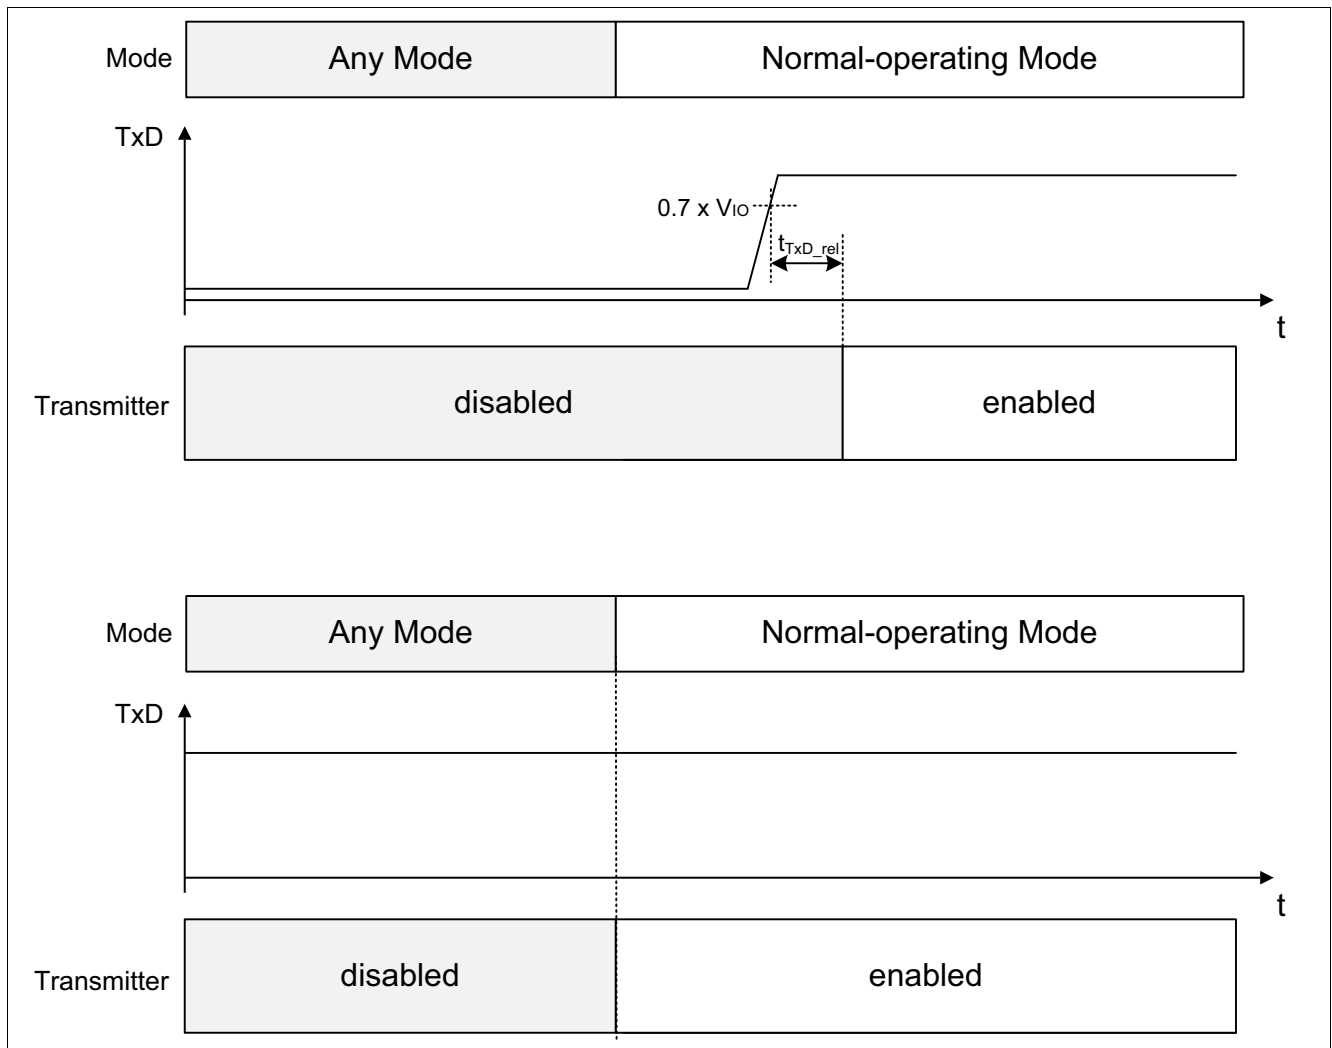 Mode Any Mode Normal-operating Mode
TxD
0.7 x VIO
tTxD_rel
t
Transmitter disabled enabled
Mode Any Mode Normal-operating Mode
TxD
t
Transmitter disabled enabled